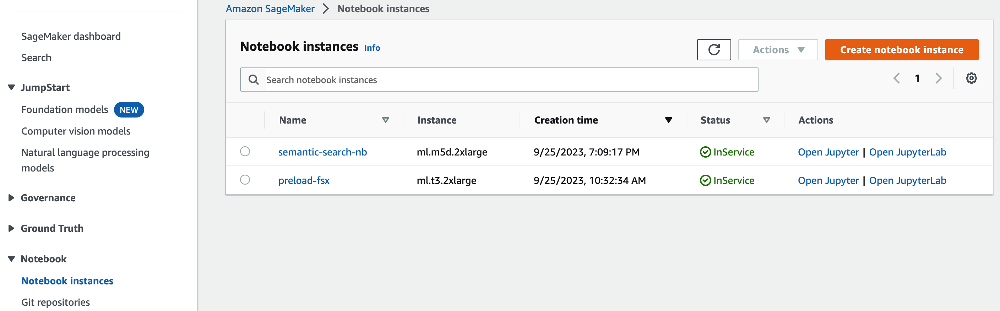 SageMaker dashboard
Search
JumpStart
Foundation models NEW
Computer vision models
Natural language processing
models
Governance
Ground Truth
Notebook
Notebook instances
Git repositories
Amazon SageMaker > Notebook instances
Notebook instances Info
Actions
Create notebook instance
Search notebook instances
1
Name Instance Creation time Status Actions
semantic-search-nb ml.m5d.2xlarge 9/25/2023, 7:09:17 PM InService Open Jupyter | Open JupyterLab
preload-fsx ml.t3.2xlarge 9/25/2023, 10:32:34 AM InService Open Jupyter | Open JupyterLab